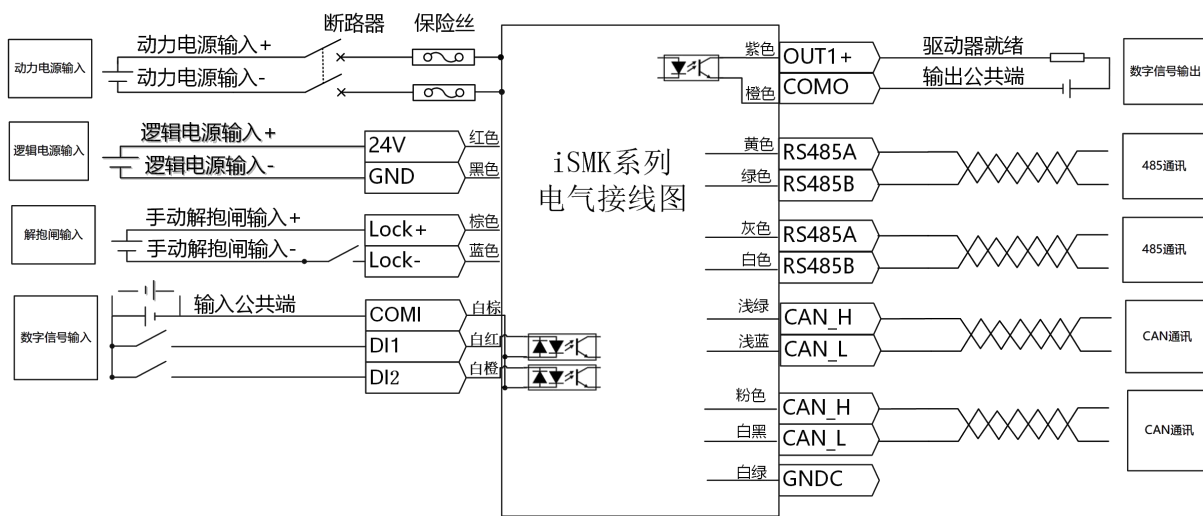 断路器
保险丝
动力电源输入
动力电源输入+
动力电源输入-
逻辑电源输入
逻辑电源输入+
逻辑电源输入-
24V
红色
GND
黑色
解抱闸输入
手动解抱闸输入+
手动解抱闸输入-
Lock+
棕色
Lock-
蓝色
数字信号输入
输入公共端
COMI
白棕
DI1
白红
DI2
白橙
iSMK系列
电气接线图
紫色
OUT1+
驱动器就绪
橙色
COMO
输出公共端
数字信号输出
黄色
RS485A
绿色
RS485B
485通讯
灰色
RS485A
白色
RS485B
485通讯
浅绿
CAN_H
浅蓝
CAN_L
CAN通讯
粉色
CAN_H
白黑
CAN_L
CAN通讯
白绿
GNDC